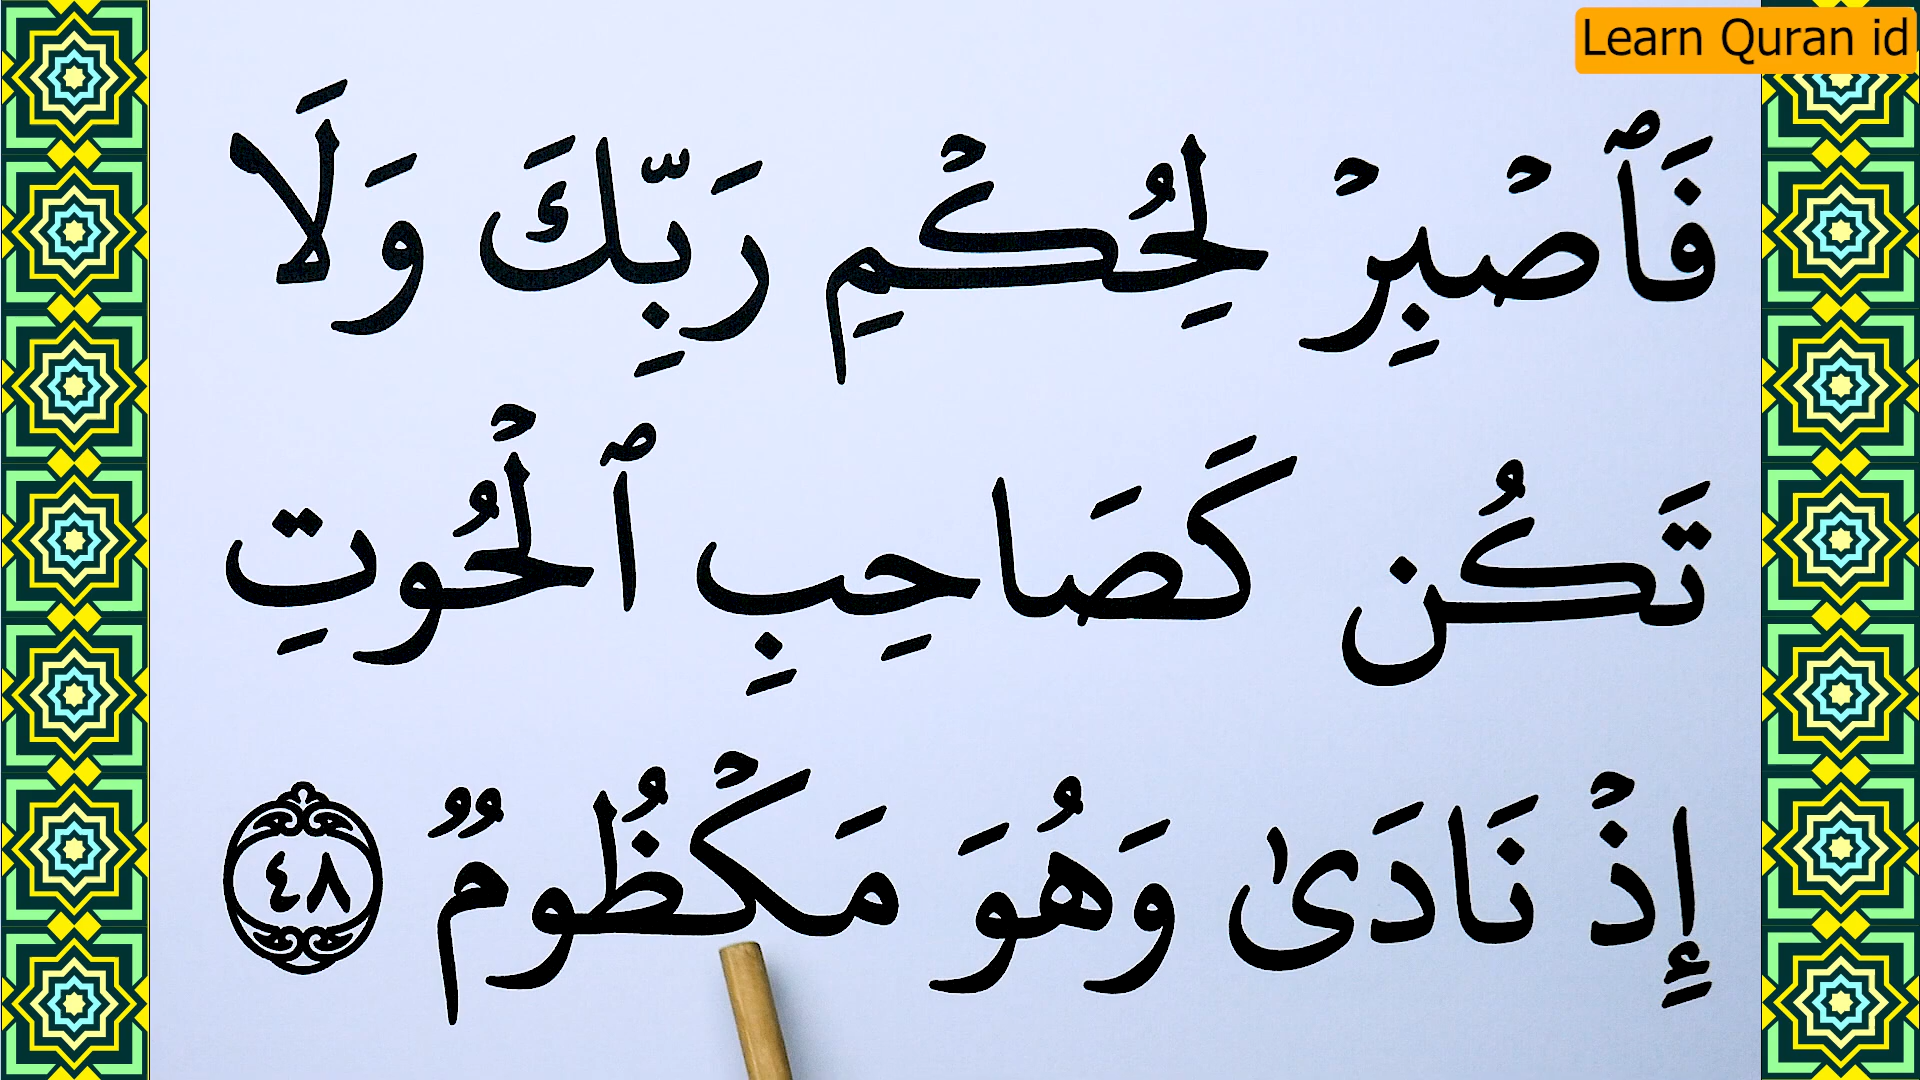 Learn Quran id
فَٱصۡبِرۡ لِحُكۡمِ رَبِّكَ وَلَا
تَكُن كَصَاحِبِ ٱلۡحُوتِ
إِذۡ نَادَىٰ وَهُوَ مَكۡظُومٌ ٤٨